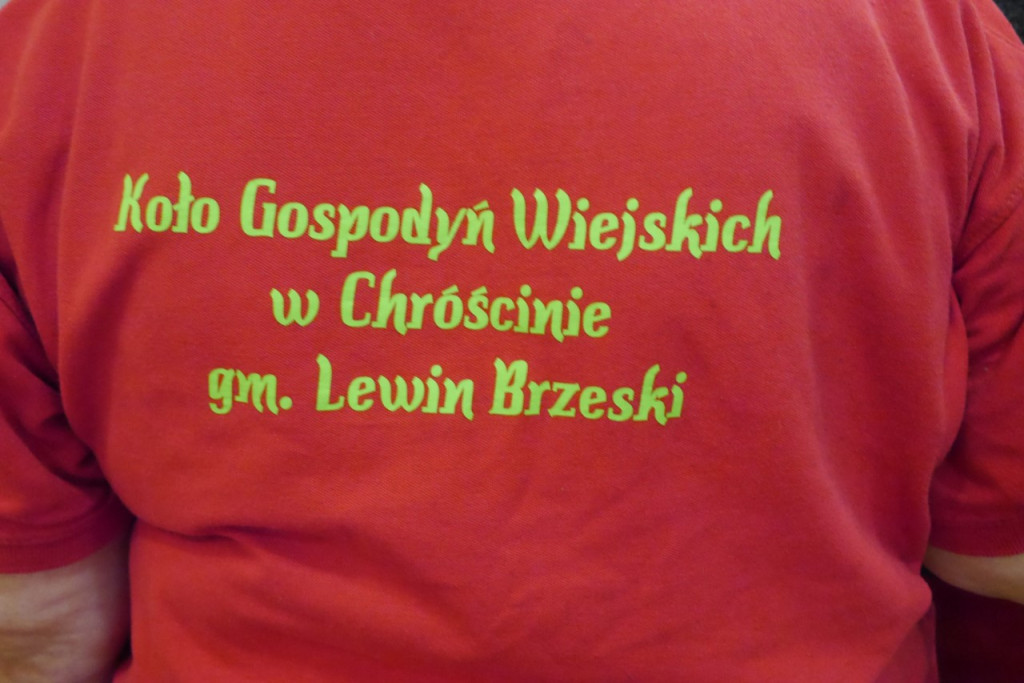 Koło Gospodyń Wiejskich
w Chróścinie
gm. Lewin Brzeski